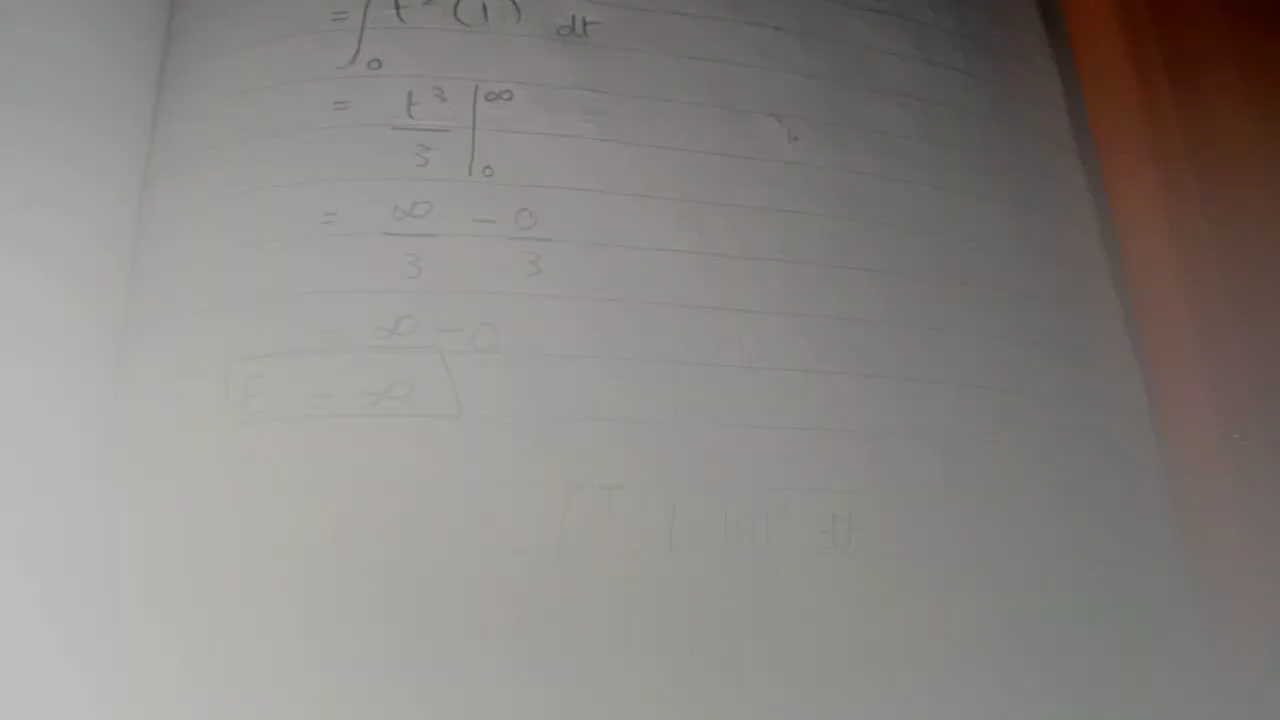 = ∫₀ t² (1) dt
= t³/3 |₀^∞
= ∞/3 - 0/3
= ∞ - 0
E = ∞